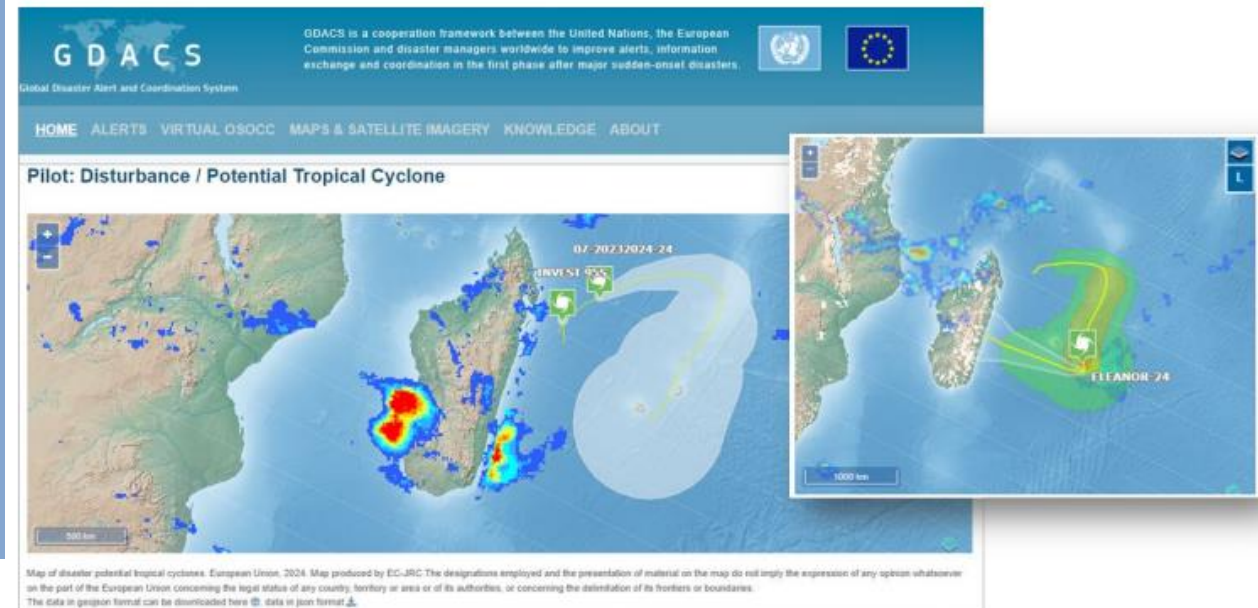 GDACS
Global Disaster Alert and Coordination System
GDACS is a cooperation framework between the United Nations, the European
Commission and disaster managers worldwide to improve alerts, information
exchange and coordination in the first phase after major sudden-onset disasters.
HOME ALERTS VIRTUAL OSOCC MAPS & SATELLITE IMAGERY KNOWLEDGE ABOUT
Pilot: Disturbance / Potential Tropical Cyclone
+
−
07-20232024-24
INVEST 95S
500 km
+
−
L
ELEANOR-24
1000 km
Map of disaster potential tropical cyclones. European Union, 2024. Map produced by EC-JRC The designations employed and the presentation of material on the map do not imply the expression of any opinion whatsoever
on the part of the European Union concerning the legal status of any country, territory or area or of its authorities, or concerning the delimitation of its frontiers or boundaries.
The data in geojson format can be downloaded here , data in json format